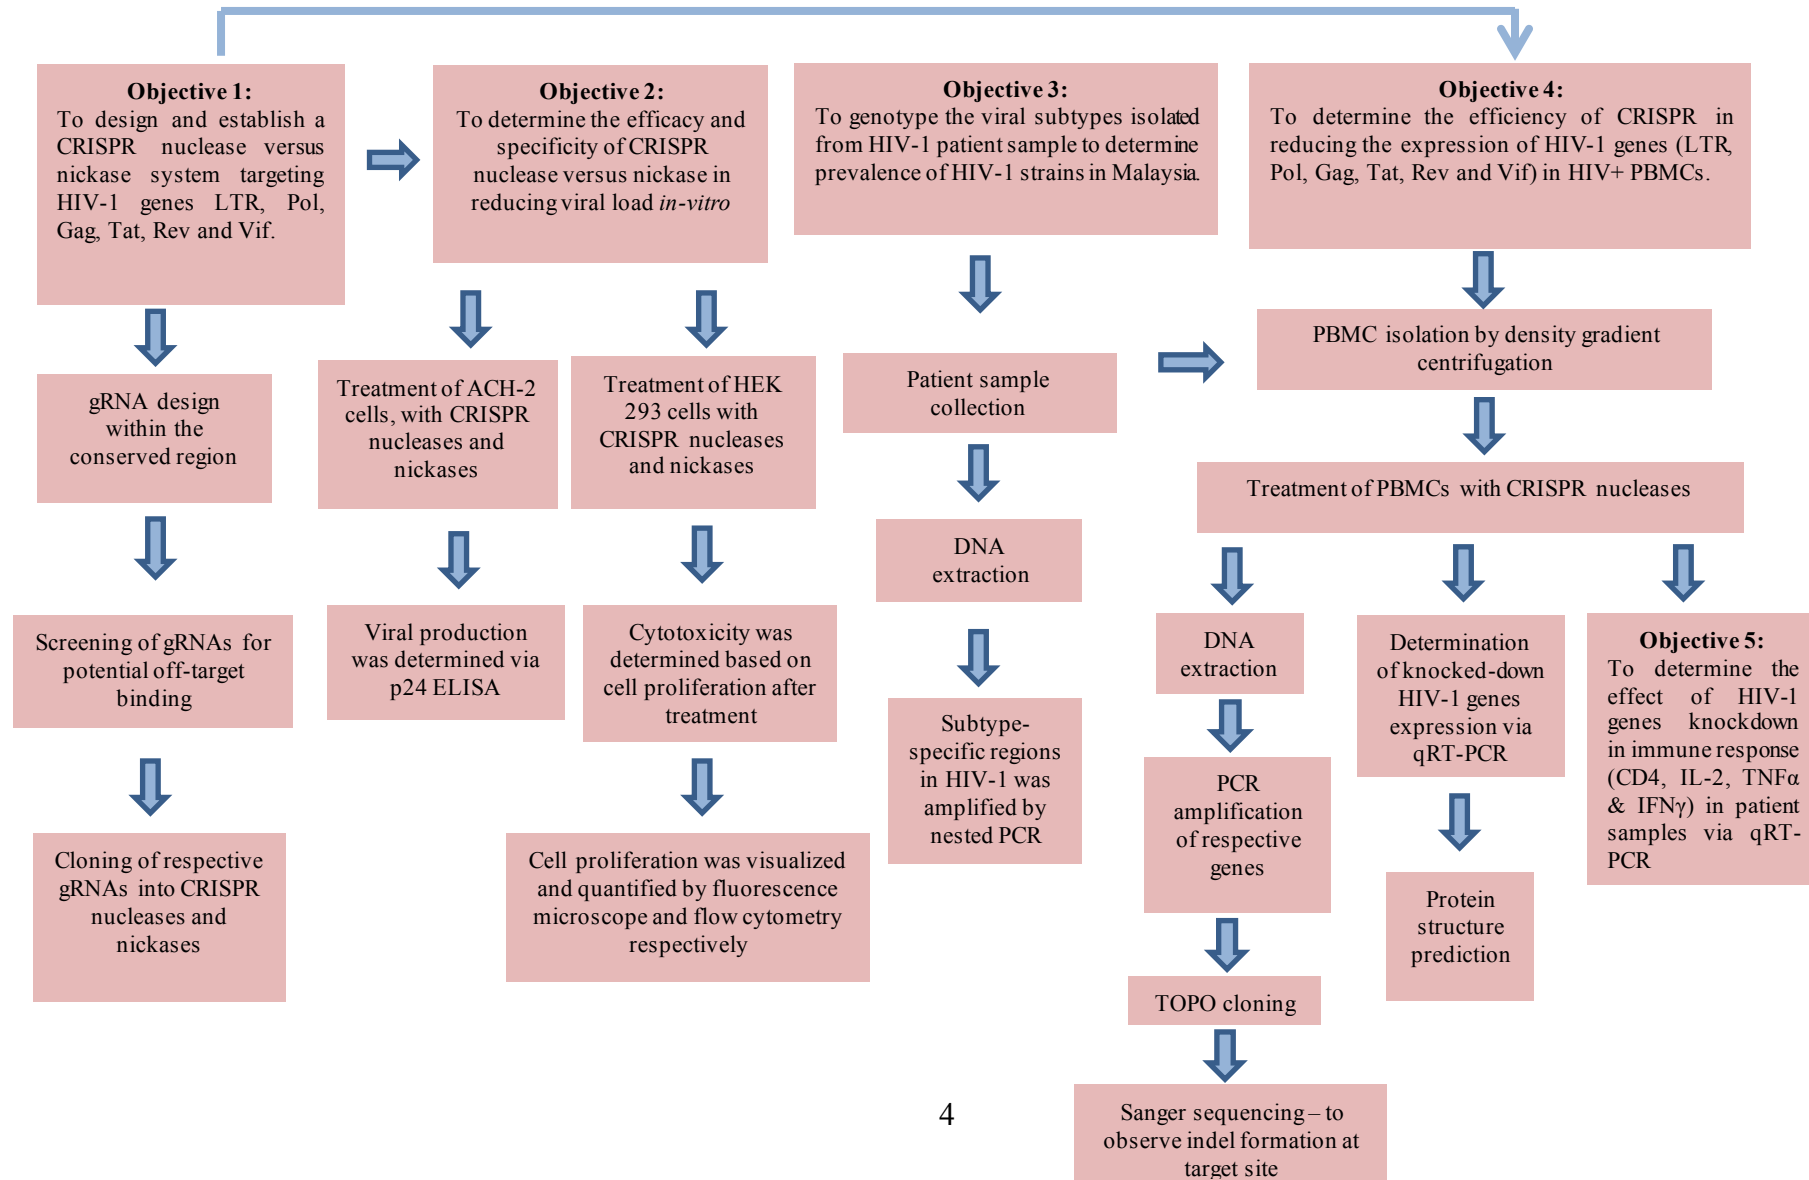 Objective 1:
To design and establish a
CRISPR nuclease versus
nickase system targeting
HIV-1 genes LTR, Pol,
Gag, Tat, Rev and Vif.
Objective 2:
To determine the efficacy and
specificity of CRISPR
nuclease versus nickase in
reducing viral load in-vitro
Objective 3:
To genotype the viral subtypes isolated
from HIV-1 patient sample to determine
prevalence of HIV-1 strains in Malaysia.
Objective 4:
To determine the efficiency of CRISPR in
reducing the expression of HIV-1 genes (LTR,
Pol, Gag, Tat, Rev and Vif) in HIV+ PBMCs.
gRNA design
within the
conserved region
Screening of gRNAs for
potential off-target
binding
Cloning of respective
gRNAs into CRISPR
nucleases and
nickases
Treatment of ACH-2
cells, with CRISPR
nucleases and
nickases
Viral production
was determined via
p24 ELISA
Treatment of HEK
293 cells with
CRISPR nucleases
and nickases
Cytotoxicity was
determined based on
cell proliferation after
treatment
Cell proliferation was visualized
and quantified by fluorescence
microscope and flow cytometry
respectively
Patient sample
collection
DNA
extraction
Subtype-
specific regions
in HIV-1 was
amplified by
nested PCR
PBMC isolation by density gradient
centrifugation
Treatment of PBMCs with CRISPR nucleases
DNA
extraction
PCR
amplification
of respective
genes
TOPO cloning
Sanger sequencing – to
observe indel formation at
target site
Determination
of knocked-down
HIV-1 genes
expression via
qRT-PCR
Protein
structure
prediction
Objective 5:
To determine the
effect of HIV-1
genes knockdown
in immune response
(CD4, IL-2, TNFα
& IFNγ) in patient
samples via qRT-
PCR
4